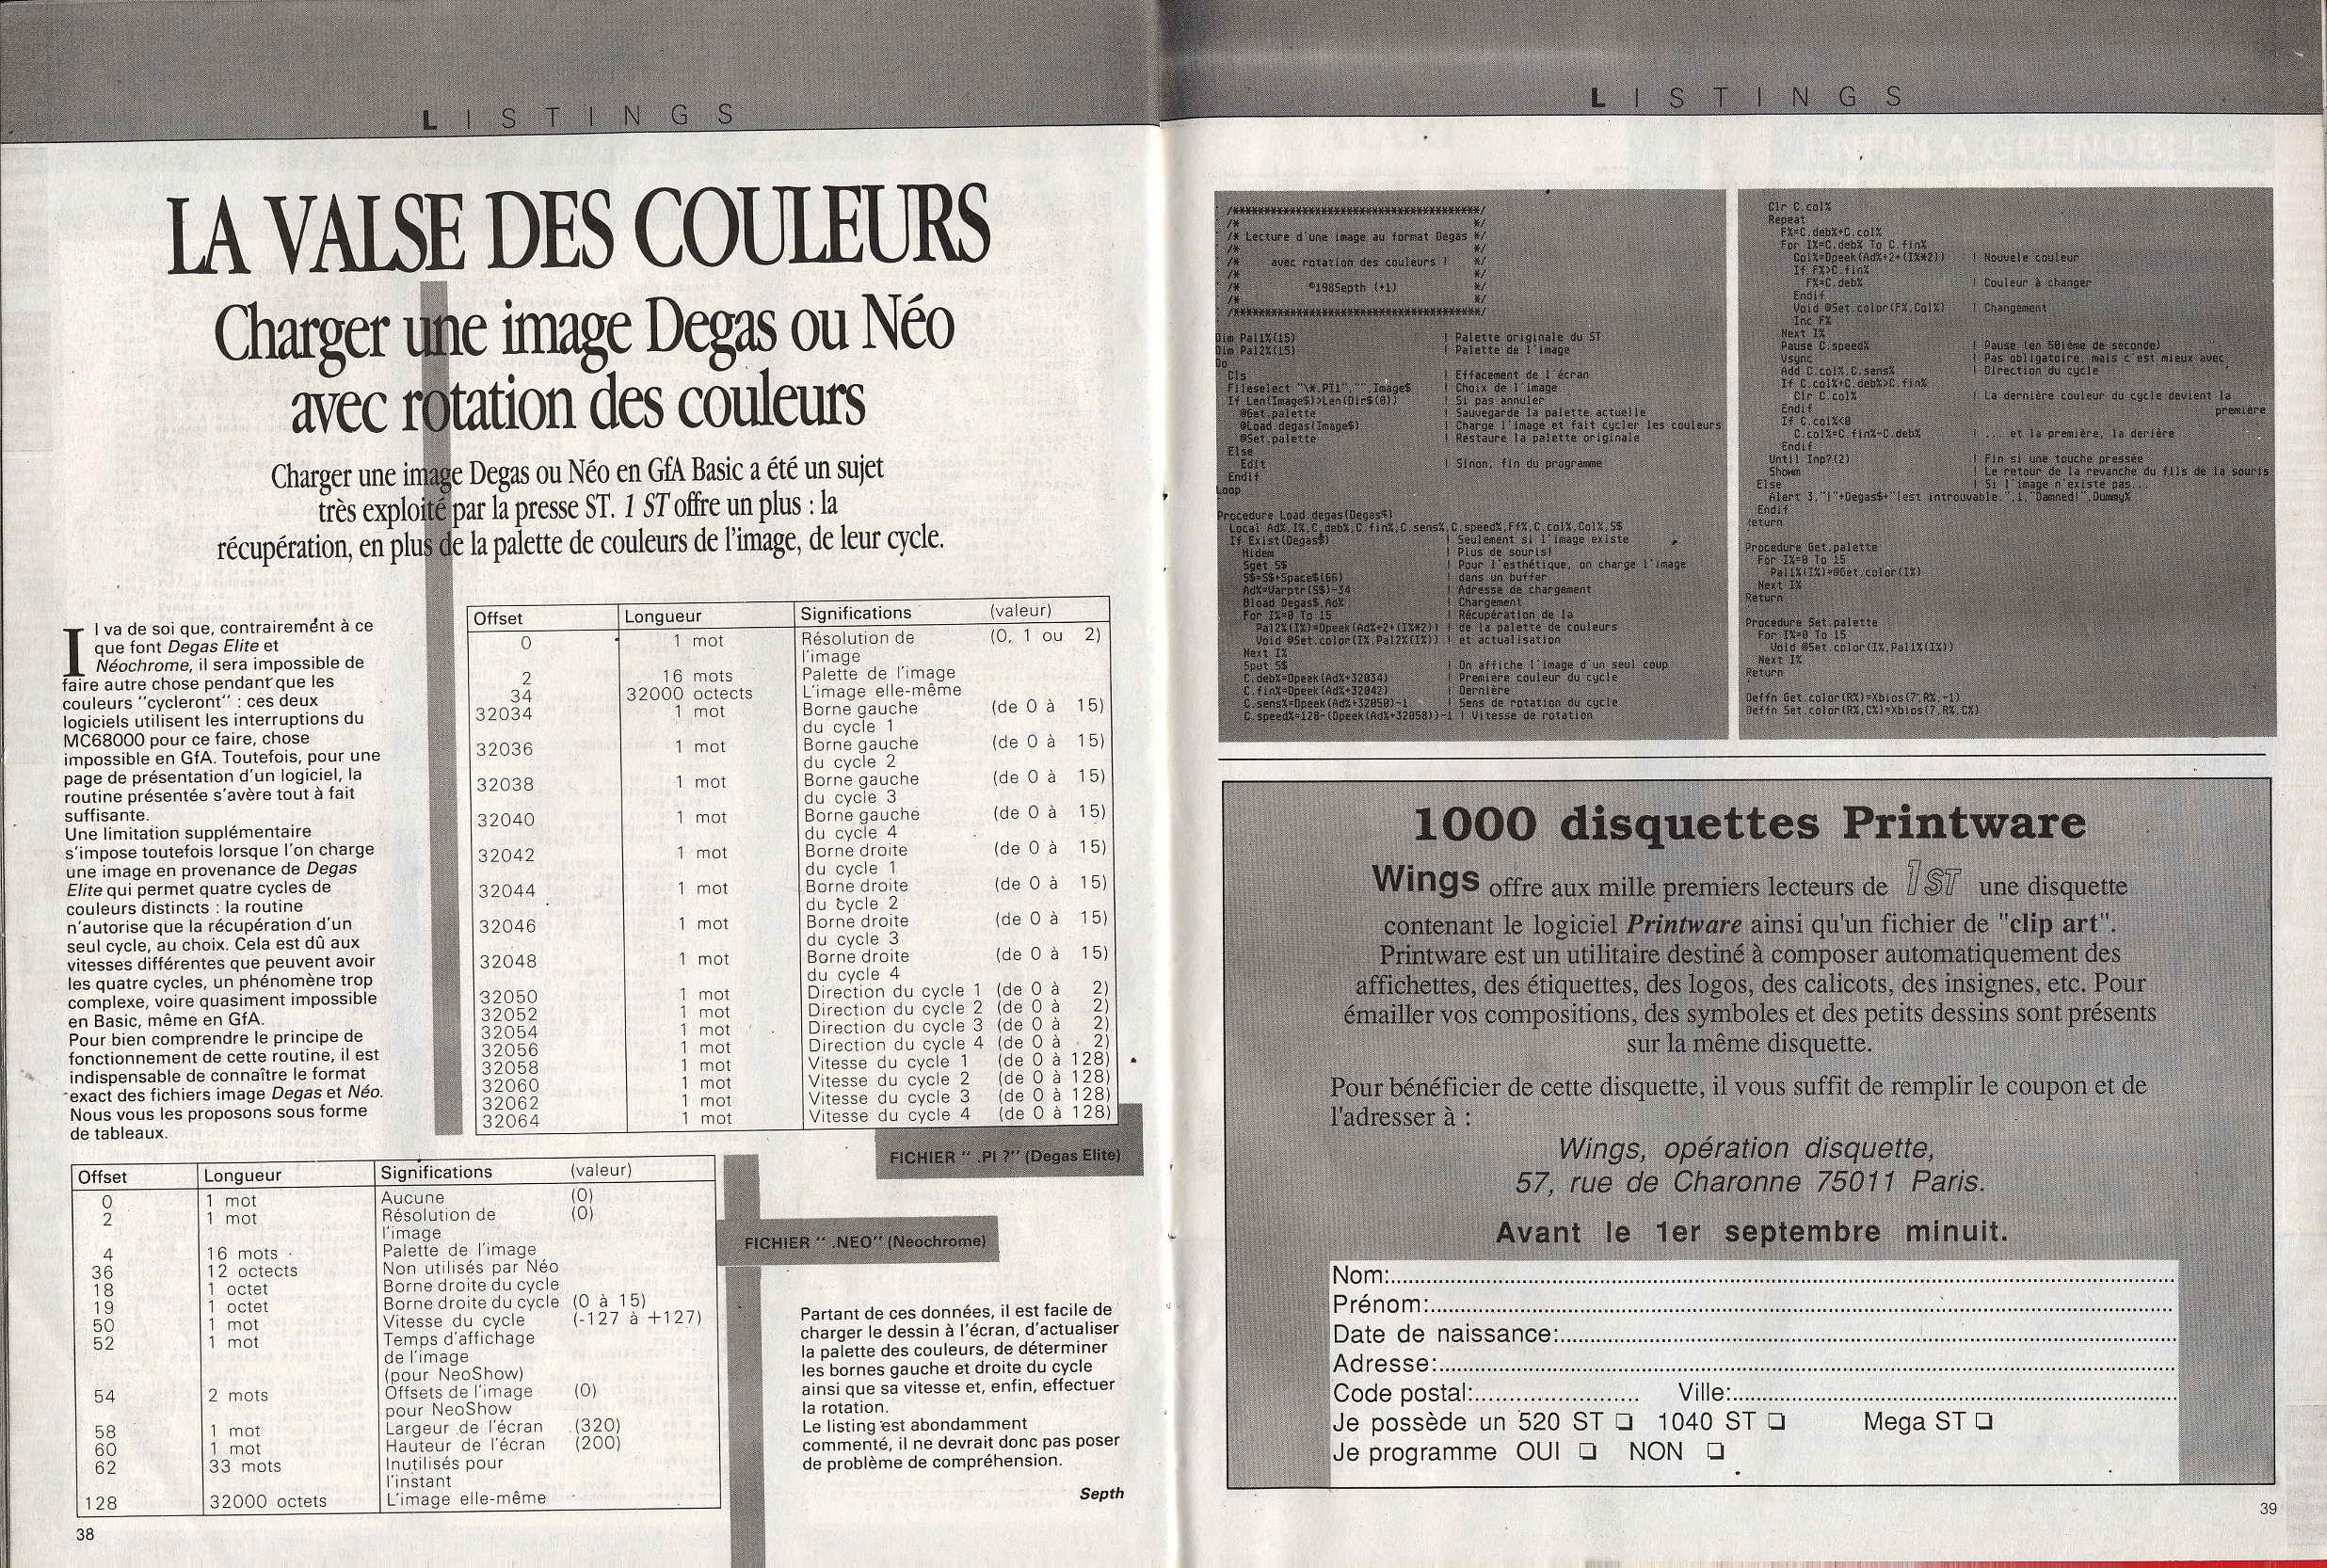 LISTINGS
LA VALSE DES COULEURS
Charger une image Degas ou Néo
avec rotation des couleurs
Charger une image Degas ou Néo en GfA Basic a été un sujet
très exploité par la presse ST. 1 ST offre un plus : la
récupération, en plus de la palette de couleurs de l'image, de leur cycle.
Il va de soi que, contrairement à ce
que font Degas Elite et
Néochrome, il sera impossible de
faire autre chose pendant que les
couleurs "cycleront" : ces deux
logiciels utilisent les interruptions du
MC68000 pour ce faire, chose
impossible en GfA. Toutefois, pour une
page de présentation d'un logiciel, la
routine présentée s'avère tout à fait
suffisante.
Une limitation supplémentaire
s'impose toutefois lorsque l'on charge
une image en provenance de Degas
Elite qui permet quatre cycles de
couleurs distincts : la routine
n'autorise que la récupération d'un
seul cycle, au choix. Cela est dû aux
vitesses différentes que peuvent avoir
les quatre cycles, un phénomène trop
complexe, voire quasiment impossible
en Basic, même en GfA.
Pour bien comprendre le principe de
fonctionnement de cette routine, il est
indispensable de connaître le format
exact des fichiers image Degas et Néo.
Nous vous les proposons sous forme
de tableaux.
Offset Longueur Significations (valeur)
0 1 mot Résolution de (0, 1 ou 2)
l'image
2 16 mots Palette de l'image
34 32000 octects L'image elle-même
32034 1 mot Borne gauche (de 0 à 15)
du cycle 1
32036 1 mot Borne gauche (de 0 à 15)
du cycle 2
32038 1 mot Borne gauche (de 0 à 15)
du cycle 3
32040 1 mot Borne gauche (de 0 à 15)
du cycle 4
32042 1 mot Borne droite (de 0 à 15)
du cycle 1
32044 1 mot Borne droite (de 0 à 15)
du cycle 2
32046 1 mot Borne droite (de 0 à 15)
du cycle 3
32048 1 mot Borne droite (de 0 à 15)
du cycle 4
32050 1 mot Direction du cycle 1 (de 0 à 2)
32052 1 mot Direction du cycle 2 (de 0 à 2)
32054 1 mot Direction du cycle 3 (de 0 à 2)
32056 1 mot Direction du cycle 4 (de 0 à 2)
32058 1 mot Vitesse du cycle 1 (de 0 à 128)
32060 1 mot Vitesse du cycle 2 (de 0 à 128)
32062 1 mot Vitesse du cycle 3 (de 0 à 128)
32064 1 mot Vitesse du cycle 4 (de 0 à 128)
FICHIER " .PI ?" (Degas Elite)
Offset Longueur Significations (valeur)
0 1 mot Aucune (0)
2 1 mot Résolution de (0)
l'image
4 16 mots Palette de l'image
36 12 octects Non utilisés par Néo
18 1 octet Borne droite du cycle
19 1 octet Borne droite du cycle (0 à 15)
50 1 mot Vitesse du cycle (-127 à +127)
52 1 mot Temps d'affichage
de l'image
(pour NeoShow)
54 2 mots Offsets de l'image (0)
pour NeoShow
58 1 mot Largeur de l'écran (320)
60 1 mot Hauteur de l'écran (200)
62 33 mots Inutilisés pour
l'instant
128 32000 octets L'image elle-même
FICHIER " .NEO" (Neochrome)
Partant de ces données, il est facile de
charger le dessin à l'écran, d'actualiser
la palette des couleurs, de déterminer
les bornes gauche et droite du cycle
ainsi que sa vitesse et, enfin, effectuer
la rotation.
Le listing est abondamment
commenté, il ne devrait donc pas poser
de problème de compréhension.
Septh
38
LISTINGS
' /****************************************/
' /* */
' /* Lecture d'une image au format Degas */
' /* */
' /* avec rotation des couleurs ! */
' /* */
' /* ©1985epth (+1) */
' /* */
' /****************************************/
Dim Pal1%(15) ! Palette originale du ST
Dim Pal2%(15) ! Palette de l'image
Do
Cls ! Effacement de l'écran
Fileselect "\*.PI1","",Image$ ! Choix de l'image
If Len(Image$)>Len(Dir$(0)) ! Si pas annuler
@Get.palette ! Sauvegarde la palette actuelle
@Load.degas(Image$) ! Charge l'image et fait cycler les couleurs
@Set.palette ! Restaure la palette originale
Else
Edit ! Sinon, fin du programme
Endif
Loop
Procedure Load.degas(Degas$)
Local Ad%,I%,C.deb%,C.fin%,C.sens%,C.speed%,Ff%,C.col%,Col%,S$
If Exist(Degas$) ! Seulement si l'image existe
Hidem ! Plus de souris!
Sget S$ ! Pour l'esthétique, on charge l'image
S$=S$+Space$(66) ! dans un buffer
Ad%=Varptr(S$)-34 ! Adresse de chargement
Bload Degas$,Ad% ! Chargement
For I%=0 To 15 ! Récupération de la
Pal2%(I%)=Dpeek(Ad%+2+(I%*2)) ! de la palette de couleurs
Void @Set.color(I%,Pal2%(I%)) ! et actualisation
Next I%
Sput S$ ! On affiche l'image d'un seul coup
C.deb%=Dpeek(Ad%+32034) ! Première couleur du cycle
C.fin%=Dpeek(Ad%+32042) ! Dernière
C.sens%=Dpeek(Ad%+32050)-1 ! Sens de rotation du cycle
C.speed%=128-(Dpeek(Ad%+32058))-1 ! Vitesse de rotation
Clr C.col%
Repeat
F%=C.deb%+C.col%
For I%=C.deb% To C.fin%
Col%=Dpeek(Ad%+2+(I%*2)) ! Nouvele couleur
If F%>C.fin%
F%=C.deb% ! Couleur à changer
Endif
Void @Set.color(F%,Col%) ! Changement
Inc F%
Next I%
Pause C.speed% ! Pause (en 50ième de seconde)
Vsync ! Pas obligatoire, mais c'est mieux avec
Add C.col%,C.sens% ! Direction du cycle
If C.col%+C.deb%>C.fin%
Clr C.col% ! La dernière couleur du cycle devient la
Endif première
If C.col%<0
C.col%=C.fin%-C.deb% ! ... et la première, la derière
Endif
Until Inp?(2) ! Fin si une touche pressée
Showm ! Le retour de la revanche du fils de la souris
Else ! Si l'image n'existe pas...
Alert 3,"|"+Degas$+"|est introuvable.",1,"Damned!",Dummy%
Endif
Return
Procedure Get.palette
For I%=0 To 15
Pal1%(I%)=@Get.color(I%)
Next I%
Return
Procedure Set.palette
For I%=0 To 15
Void @Set.color(I%,Pal1%(I%))
Next I%
Return
Deffn Get.color(R%)=Xbios(7,R%,-1)
Deffn Set.color(R%,C%)=Xbios(7,R%,C%)
1000 disquettes Printware
Wings offre aux mille premiers lecteurs de 1ST une disquette
contenant le logiciel Printware ainsi qu'un fichier de "clip art".
Printware est un utilitaire destiné à composer automatiquement des
affichettes, des étiquettes, des logos, des calicots, des insignes, etc. Pour
émailler vos compositions, des symboles et des petits dessins sont présents
sur la même disquette.
Pour bénéficier de cette disquette, il vous suffit de remplir le coupon et de
l'adresser à :
Wings, opération disquette,
57, rue de Charonne 75011 Paris.
Avant le 1er septembre minuit.
Nom:
Prénom:
Date de naissance:
Adresse:
Code postal: Ville:
Je possède un 520 ST ❏ 1040 ST ❏ Mega ST ❏
Je programme OUI ❏ NON ❏
39